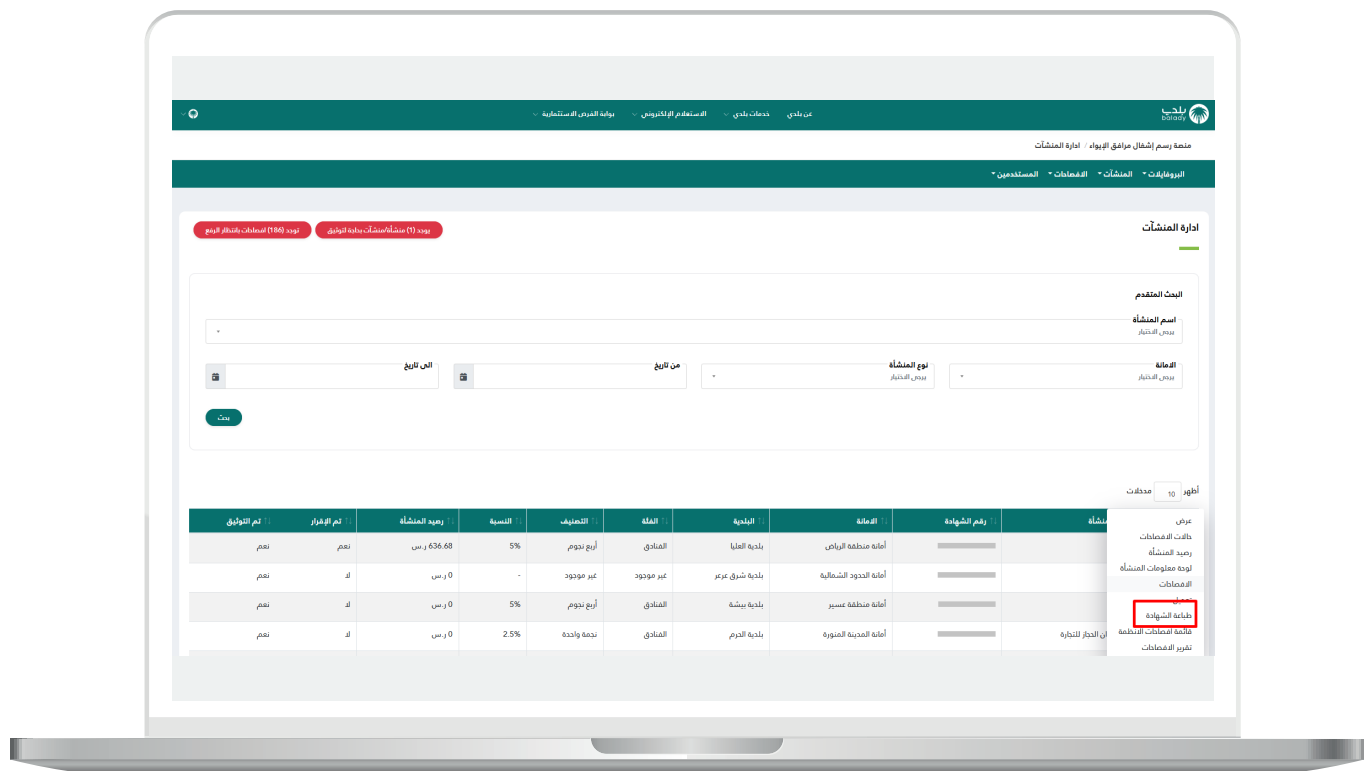 بلدي
balady
عن بلدي خدمات بلدي الاستعلام الإلكتروني بوابة الفرص الاستثمارية
منصة رسم إشغال مرافق الإيواء / ادارة المنشآت
البروفايلات المنشآت الافصاحات المستخدمين
ادارة المنشآت
يوجد (1) منشأة/منشآت بحاجة لتوثيق
توجد (186) افصاحات بانتظار الرفع
البحث المتقدم
اسم المنشأة
يرجى الاختيار
الامانة نوع المنشأة من تاريخ الى تاريخ
يرجى الاختيار يرجى الاختيار
بحث
أظهر 10 مدخلات
منشأة رقم الشهادة الامانة البلدية الفئة التصنيف النسبة رصيد المنشأة تم الإقرار تم التوثيق
أمانة منطقة الرياض بلدية العليا الفنادق أربع نجوم 5% 636.68 ر.س نعم نعم
أمانة الحدود الشمالية بلدية شرق عرعر غير موجود غير موجود - 0 ر.س لا نعم
أمانة منطقة عسير بلدية بيشة الفنادق أربع نجوم 5% 0 ر.س لا نعم
ان الحجاز للتجارة أمانة المدينة المنورة بلدية الحرم الفنادق نجمة واحدة 2.5% 0 ر.س لا نعم
عرض
حالات الافصاحات
رصيد المنشأة
لوحة معلومات المنشأة
الافصاحات
تعديل
طباعة الشهادة
قائمة افصاحات الانظمة
تقرير الافصاحات